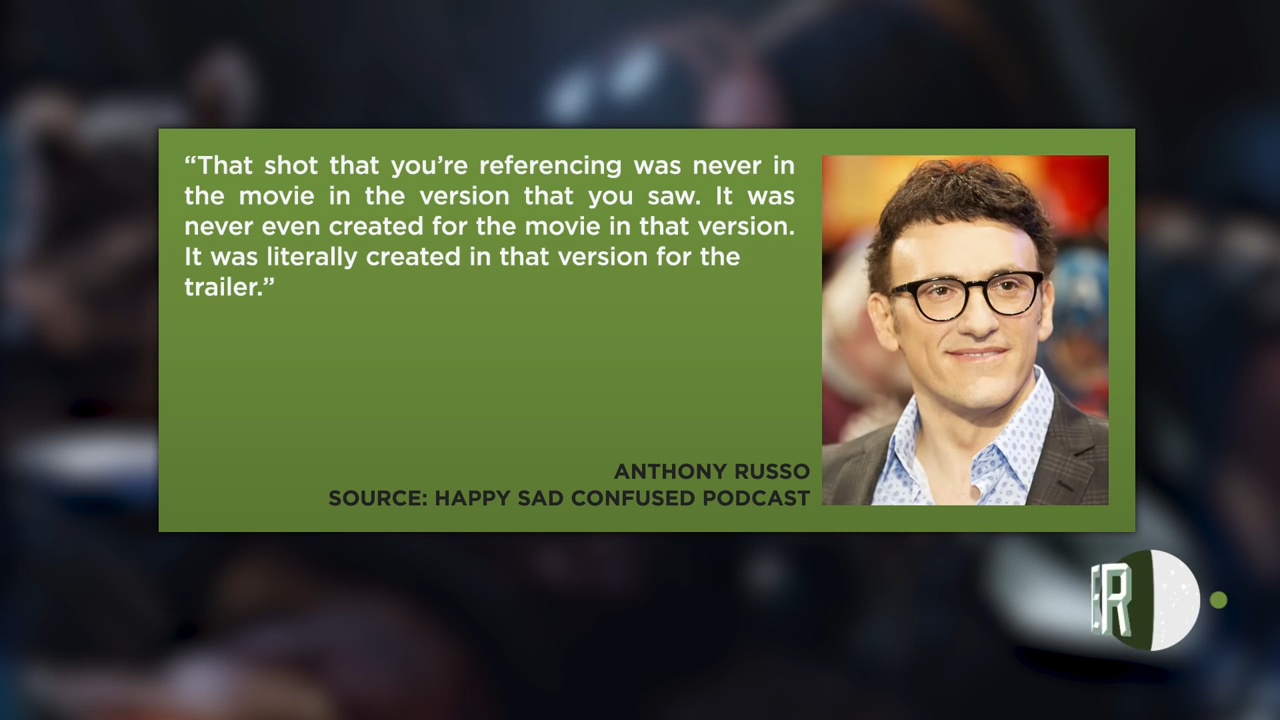 “That shot that you’re referencing was never in
the movie in the version that you saw. It was
never even created for the movie in that version.
It was literally created in that version for the
trailer.”
ANTHONY RUSSO
SOURCE: HAPPY SAD CONFUSED PODCAST
ER